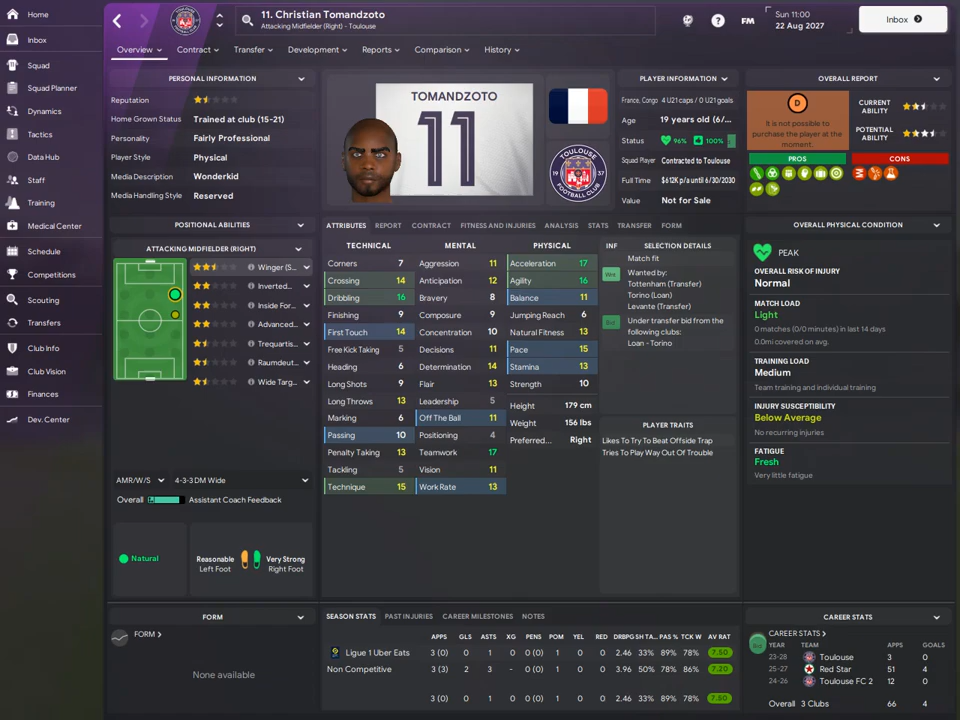 Home
Inbox
Squad
Squad Planner
Dynamics
Tactics
Data Hub
Staff
Training
Medical Center
Schedule
Competitions
Scouting
Transfers
Club Info
Club Vision
Finances
Dev. Center
11. Christian Tomandzoto
Attacking Midfielder (Right) - Toulouse
FM
Sun 11:00
22 Aug 2027
Inbox
Overview Contract Transfer Development Reports Comparison History
PERSONAL INFORMATION
Reputation
Home Grown Status Trained at club (15-21)
Personality Fairly Professional
Player Style Physical
Media Description Wonderkid
Media Handling Style Reserved
TOMANDZOTO
11
TOULOUSE
19 37
FOOTBALL CLUB
PLAYER INFORMATION
France, Congo 4 U21 caps / 0 U21 goals
Age 19 years old (6/...
Status 96% 100%
Squad Player Contracted to Toulouse
Full Time $612K p/a until 6/30/2030
Value Not for Sale
OVERALL REPORT
D
It is not possible to
purchase the player at the
moment.
CURRENT
ABILITY
POTENTIAL
ABILITY
PROS CONS
POSITIONAL ABILITIES
ATTACKING MIDFIELDER (RIGHT)
Winger (S...
Inverted...
Inside For...
Advanced...
Trequartis...
Raumdeut...
Wide Targ...
AMR/W/S 4-3-3 DM Wide
Overall Assistant Coach Feedback
Natural
Reasonable
Left Foot
Very Strong
Right Foot
ATTRIBUTES REPORT CONTRACT FITNESS AND INJURIES ANALYSIS STATS TRANSFER FORM
TECHNICAL
Corners 7
Crossing 14
Dribbling 16
Finishing 9
First Touch 14
Free Kick Taking 5
Heading 6
Long Shots 9
Long Throws 13
Marking 6
Passing 10
Penalty Taking 13
Tackling 5
Technique 15
MENTAL
Aggression 11
Anticipation 12
Bravery 8
Composure 9
Concentration 10
Decisions 11
Determination 14
Flair 13
Leadership 5
Off The Ball 11
Positioning 4
Teamwork 17
Vision 11
Work Rate 13
PHYSICAL
Acceleration 17
Agility 16
Balance 11
Jumping Reach 6
Natural Fitness 13
Pace 15
Stamina 13
Strength 10
Height 179 cm
Weight 156 lbs
Preferred... Right
INF SELECTION DETAILS
Match fit
Wnt
Wanted by:
Tottenham (Transfer)
Torino (Loan)
Levante (Transfer)
Bid
Under transfer bid from the
following clubs:
Loan - Torino
PLAYER TRAITS
Likes To Try To Beat Offside Trap
Tries To Play Way Out Of Trouble
OVERALL PHYSICAL CONDITION
PEAK
OVERALL RISK OF INJURY
Normal
MATCH LOAD
Light
0 matches (0/0 minutes) in last 14 days
0.0mi covered on avg.
TRAINING LOAD
Medium
Team training and individual training
INJURY SUSCEPTIBILITY
Below Average
No recurring injuries
FATIGUE
Fresh
Very little fatigue
FORM
FORM >
None available
SEASON STATS PAST INJURIES CAREER MILESTONES NOTES
APPS GLS ASTS XG PENS POM YEL RED DRBPG SH TA... PAS % TCK W AV RAT
Ligue 1 Uber Eats 3 (0) 0 1 0 0 (0) 1 0 0 2.46 33% 89% 78% 7.50
Non Competitive 3 (3) 2 3 - 0 (0) 1 0 0 3.96 50% 78% 86% 7.20
3 (0) 0 1 0 0 (0) 1 0 0 2.46 33% 89% 78% 7.50
CAREER STATS
CAREER STATS >
YEAR TEAM APPS GOALS
23-28 Toulouse 3 0
25-27 Red Star 51 4
24-26 Toulouse FC 2 12 0
Overall 3 Clubs 66 4